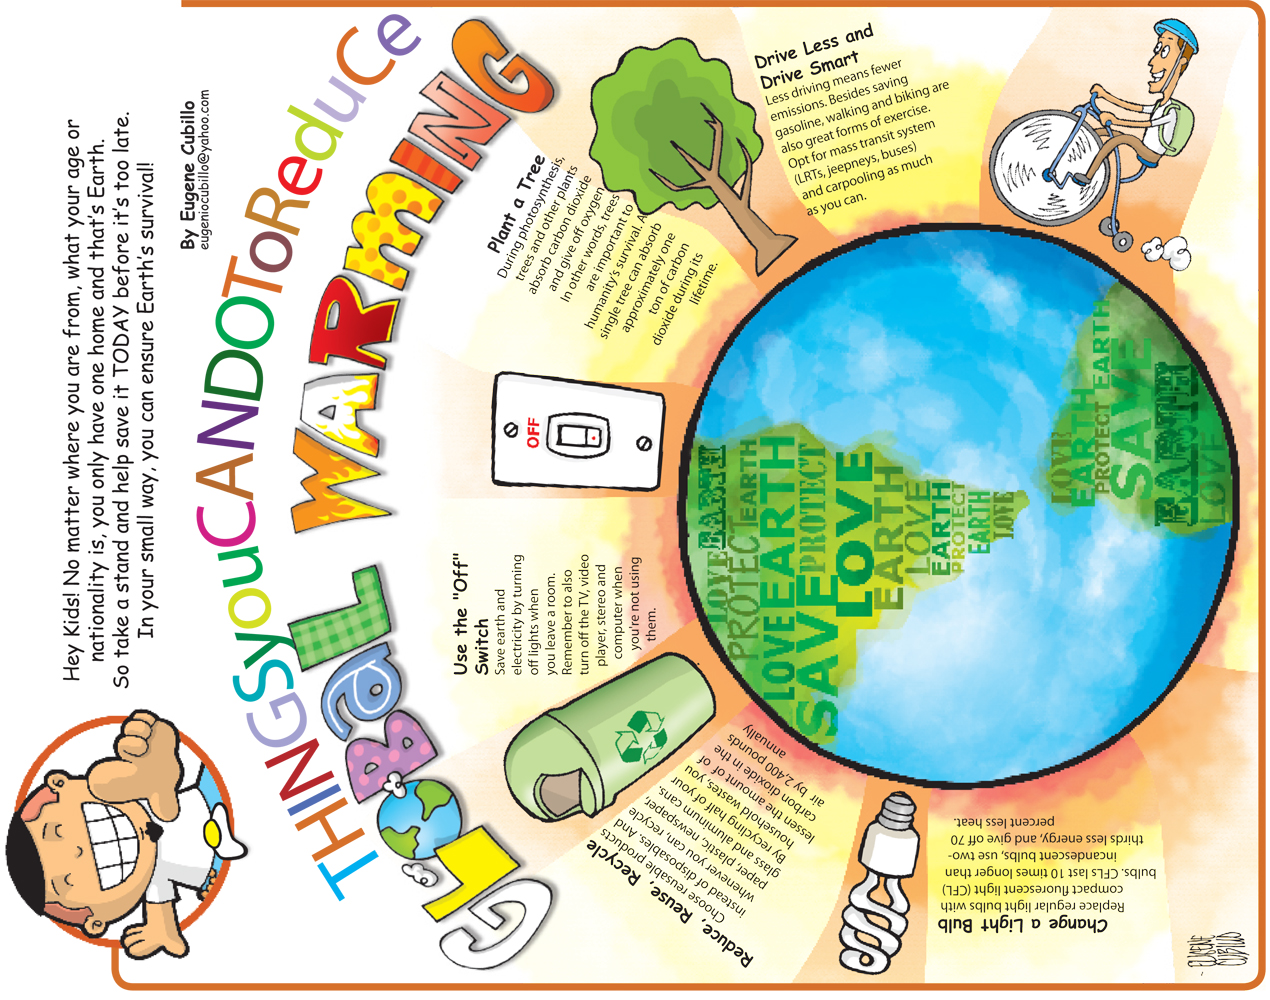 Hey Kids! No matter where you are from, what your age or
nationality is, you only have one home and that's Earth.
So take a stand and help save it TODAY before it's too late.
In your small way, you can ensure Earth's survival!
By Eugene Cubillo
eugeniocubillo@yahoo.com
THINGSyouCANDOToReduCe
GLOBaL WARmING
Change a Light Bulb
Replace regular light bulbs with
compact fluorescent light (CFL)
bulbs. CFLs last 10 times longer than
incandescent bulbs, use two-
thirds less energy, and give off 70
percent less heat.
Reduce, Reuse, Recycle
Choose reusable products
instead of disposables. And
whenever you can, recycle
paper, plastic, newspaper,
glass and aluminum cans.
By recycling half of your
household wastes, you
lessen the amount of
carbon dioxide in the
air by 2,400 pounds
annually
Use the "Off"
Switch
Save earth and
electricity by turning
off lights when
you leave a room.
Remember to also
turn off the TV, video
player, stereo and
computer when
you're not using
them.
OFF
Plant a Tree
During photosynthesis,
trees and other plants
absorb carbon dioxide
and give off oxygen
In other words, trees
are important to
humanity's survival. A
single tree can absorb
approximately one
ton of carbon
dioxide during its
lifetime.
Drive Less and
Drive Smart
Less driving means fewer
emissions. Besides saving
gasoline, walking and biking are
also great forms of exercise.
Opt for mass transit system
(LRTs, jeepneys, buses)
and carpooling as much
as you can.
LOVE EARTH
PROTECT EARTH
LOVE EARTH
SAVE PROTECT
LOVE
EARTH
LOVE
EARTH
PROTECT
EARTH
LOVE
LOVE
EARTH
PROTECT EARTH
SAVE
EARTH
LOVE
EUGENE
CUBILLO